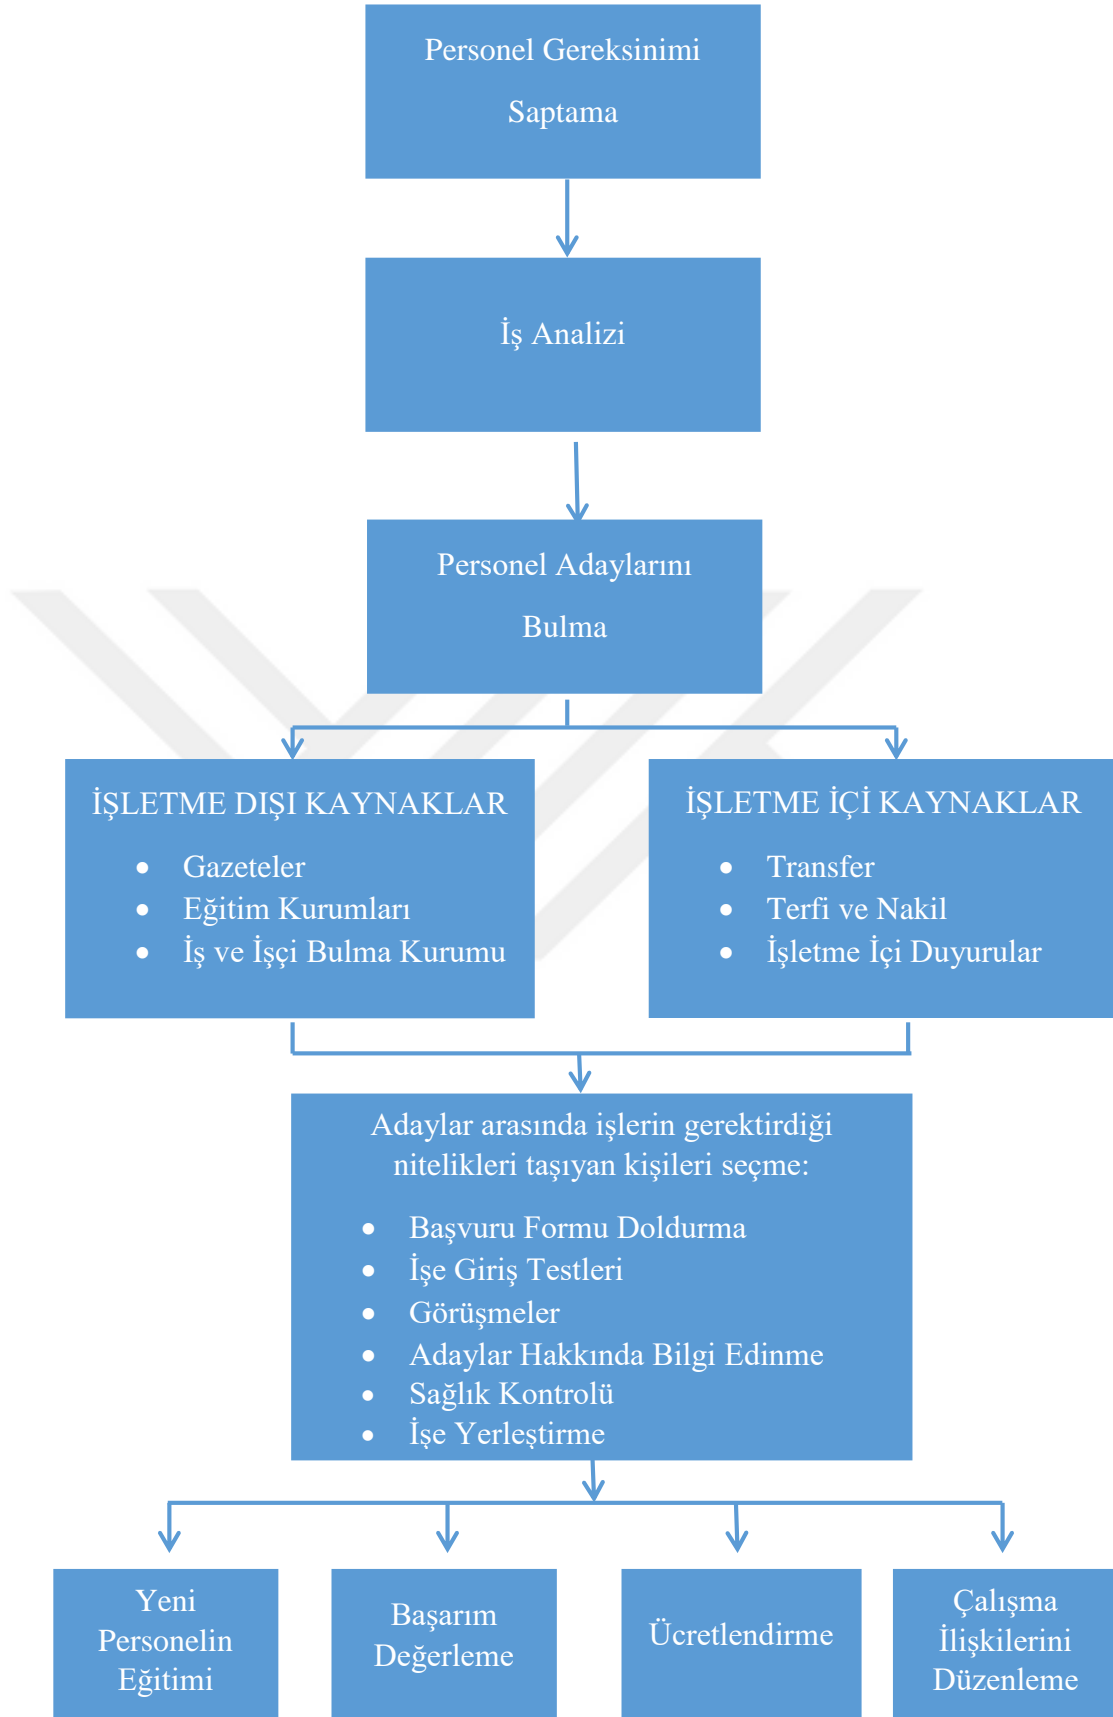 Personel Gereksinimi
Saptama
İş Analizi
Personel Adaylarını
Bulma
İŞLETME DIŞI KAYNAKLAR
• Gazeteler
• Eğitim Kurumları
• İş ve İşçi Bulma Kurumu
İŞLETME İÇİ KAYNAKLAR
• Transfer
• Terfi ve Nakil
• İşletme İçi Duyurular
Adaylar arasında işlerin gerektirdiği
nitelikleri taşıyan kişileri seçme:
• Başvuru Formu Doldurma
• İşe Giriş Testleri
• Görüşmeler
• Adaylar Hakkında Bilgi Edinme
• Sağlık Kontrolü
• İşe Yerleştirme
Yeni
Personelin
Eğitimi
Başarım
Değerleme
Ücretlendirme
Çalışma
İlişkilerini
Düzenleme